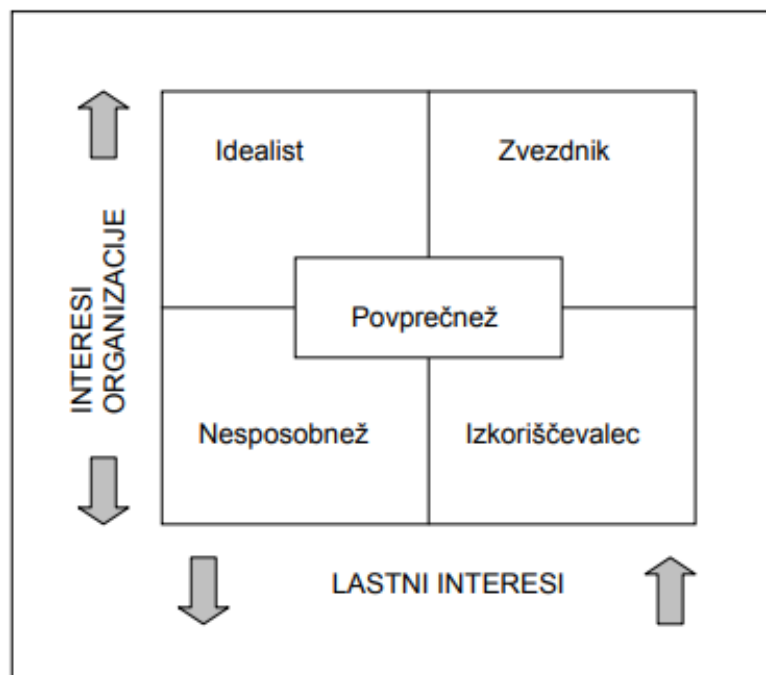 Idealist
Zvezdnik
INTERESI
ORGANIZACIJE
Povprečnež
Nesposobnež
Izkoriščevalec
LASTNI INTERESI